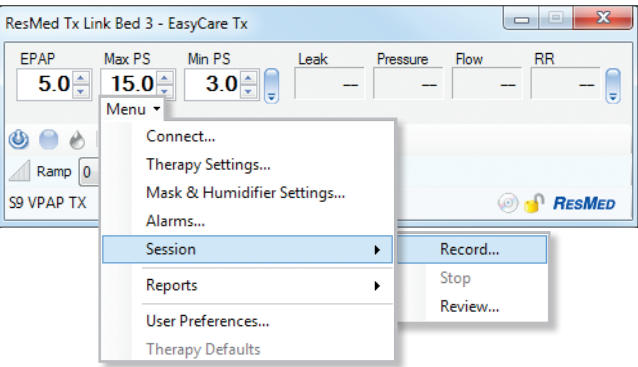 ResMed Tx Link Bed 3 - EasyCare Tx
EPAP Max PS Min PS Leak Pressure Flow RR
5.0 15.0 3.0 -- -- -- --
Menu
Connect...
Therapy Settings...
Ramp 0
Mask & Humidifier Settings...
S9 VPAP TX
RESMED
Alarms...
Session
Record...
Stop
Reports
Review...
User Preferences...
Therapy Defaults